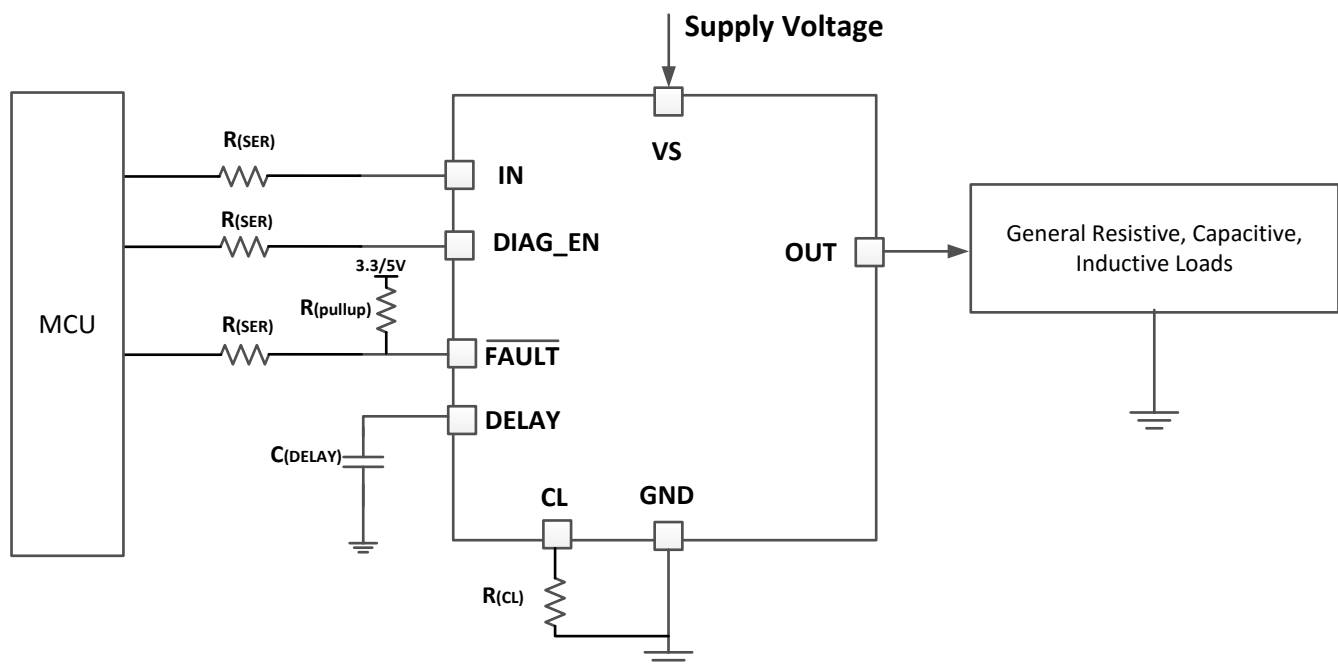 Supply Voltage
R(SER)
IN
VS
R(SER)
DIAG_EN
3.3/5V
R(pullup)
OUT
General Resistive, Capacitive,
Inductive Loads
MCU
R(SER)
FAULT
DELAY
C(DELAY)
CL
GND
R(CL)